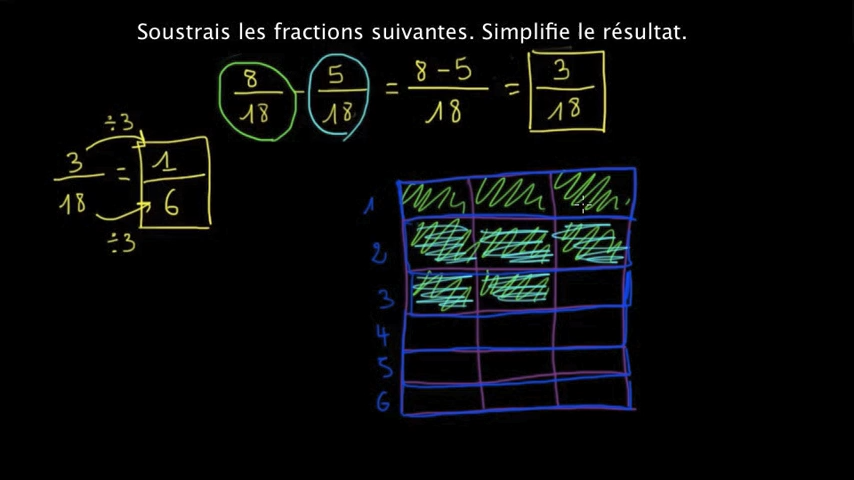 Soustrais les fractions suivantes. Simplifie le résultat.
8/18 - 5/18 = 8-5/18 = 3/18
÷3
3/18 = 1/6
÷3
1
2
3
4
5
6